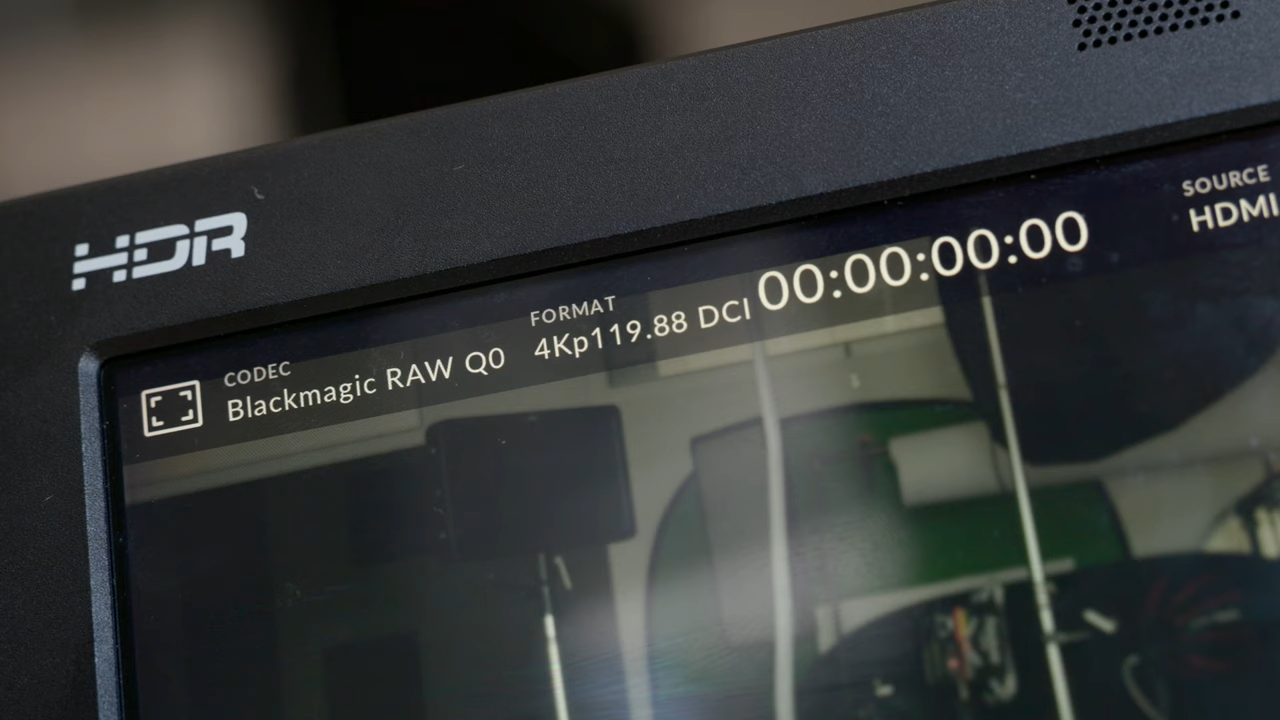 HDR
CODEC
Blackmagic RAW Q0
FORMAT
4Kp119.88 DCI
00:00:00:00
SOURCE
HDMI